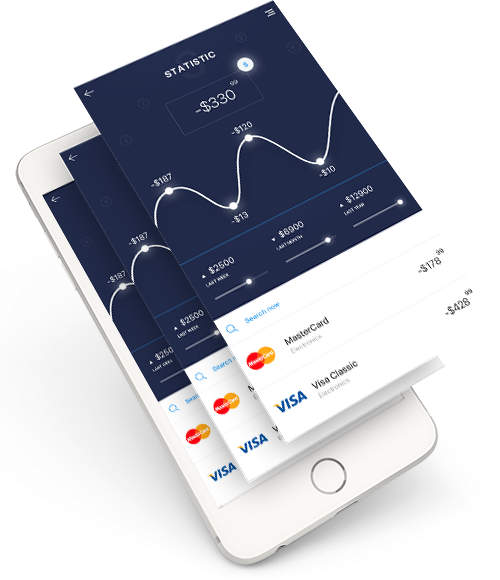 STATISTIC
$
-$330 99
-$120
-$187
-$13
-$10
$2500
LAST WEEK
$6900
LAST MONTH
$12900
LAST YEAR
Search now
MasterCard
MasterCard
Electronics
-$178 99
VISA
Visa Classic
Electronics
-$428 99
-$187
$2500
LAST WEEK
Search
MasterCard
VISA
-$187
$250
LAST WEEK
MasterCard
VISA